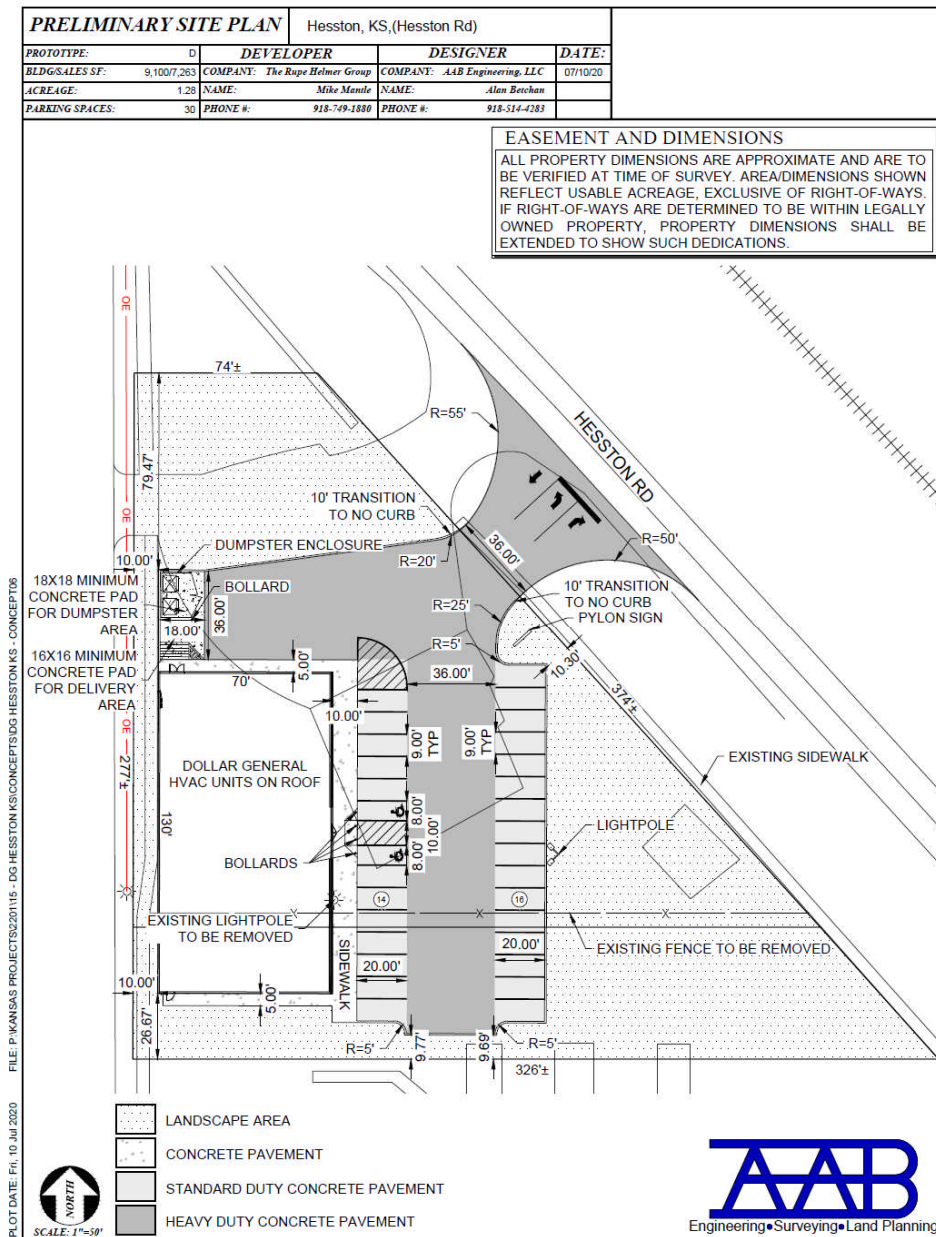 PRELIMINARY SITE PLAN
Hesston, KS,(Hesston Rd)
PROTOTYPE: D
DEVELOPER
DESIGNER
DATE:
BLDG/SALES SF: 9,100/7,263
COMPANY: The Rupe Helmer Group
COMPANY: AAB Engineering, LLC
07/10/20
ACREAGE: 1.28
NAME: Mike Mantle
NAME: Alan Betchan
PARKING SPACES: 30
PHONE #: 918-749-1880
PHONE #: 918-514-4283
EASEMENT AND DIMENSIONS
ALL PROPERTY DIMENSIONS ARE APPROXIMATE AND ARE TO
BE VERIFIED AT TIME OF SURVEY. AREA/DIMENSIONS SHOWN
REFLECT USABLE ACREAGE, EXCLUSIVE OF RIGHT-OF-WAYS.
IF RIGHT-OF-WAYS ARE DETERMINED TO BE WITHIN LEGALLY
OWNED PROPERTY, PROPERTY DIMENSIONS SHALL BE
EXTENDED TO SHOW SUCH DEDICATIONS.
OE
74'±
R=55'
HESSTON RD
79.47'
10' TRANSITION
TO NO CURB
OE
36.00'
R=50'
DUMPSTER ENCLOSURE
10.00'
R=20'
18X18 MINIMUM
CONCRETE PAD
FOR DUMPSTER
AREA
BOLLARD
36.00'
10' TRANSITION
TO NO CURB
PYLON SIGN
R=25'
18.00'
16X16 MINIMUM
CONCRETE PAD
FOR DELIVERY
AREA
R=5'
5.00'
36.00'
10.30'
70'
374'±
10.00'
OE
277'±
9.00'
TYP
9.00'
TYP
EXISTING SIDEWALK
DOLLAR GENERAL
HVAC UNITS ON ROOF
130'
8.00'
10.00'
8.00'
LIGHTPOLE
BOLLARDS
14
16
X
X
X
EXISTING LIGHTPOLE
TO BE REMOVED
EXISTING FENCE TO BE REMOVED
SIDEWALK
20.00'
20.00'
10.00'
5.00'
26.67'
R=5'
9.77'
9.69'
R=5'
326'±
LANDSCAPE AREA
CONCRETE PAVEMENT
STANDARD DUTY CONCRETE PAVEMENT
HEAVY DUTY CONCRETE PAVEMENT
NORTH
SCALE: 1"=50'
AAB
Engineering•Surveying•Land Planning
PLOT DATE: Fri, 10 Jul 2020 FILE: P:\KANSAS PROJECTS\2201\15 - DG HESSTON KS\CONCEPTS\DG HESSTON KS - CONCEPT06